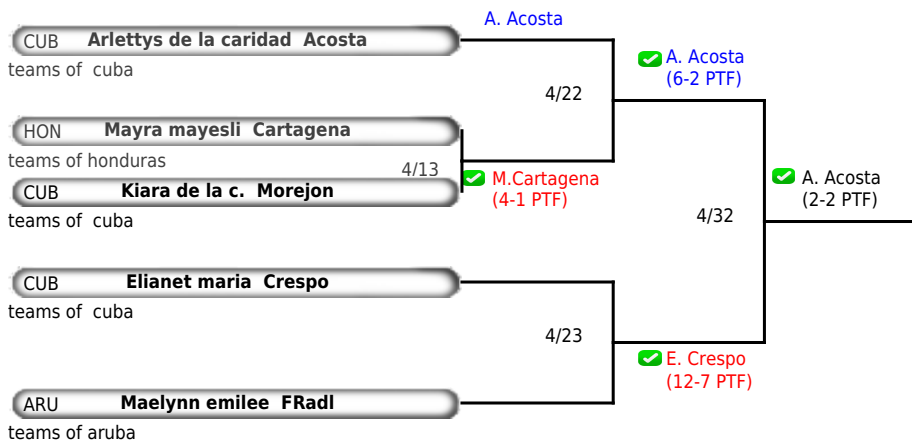 A. Acosta
CUB Arlettys de la caridad Acosta
teams of cuba
A. Acosta
(6-2 PTF)
4/22
HON Mayra mayesli Cartagena
teams of honduras
4/13
M.Cartagena
(4-1 PTF)
CUB Kiara de la c. Morejon
teams of cuba
A. Acosta
(2-2 PTF)
4/32
CUB Elianet maria Crespo
teams of cuba
4/23
E. Crespo
(12-7 PTF)
ARU Maelynn emilee FRadl
teams of aruba